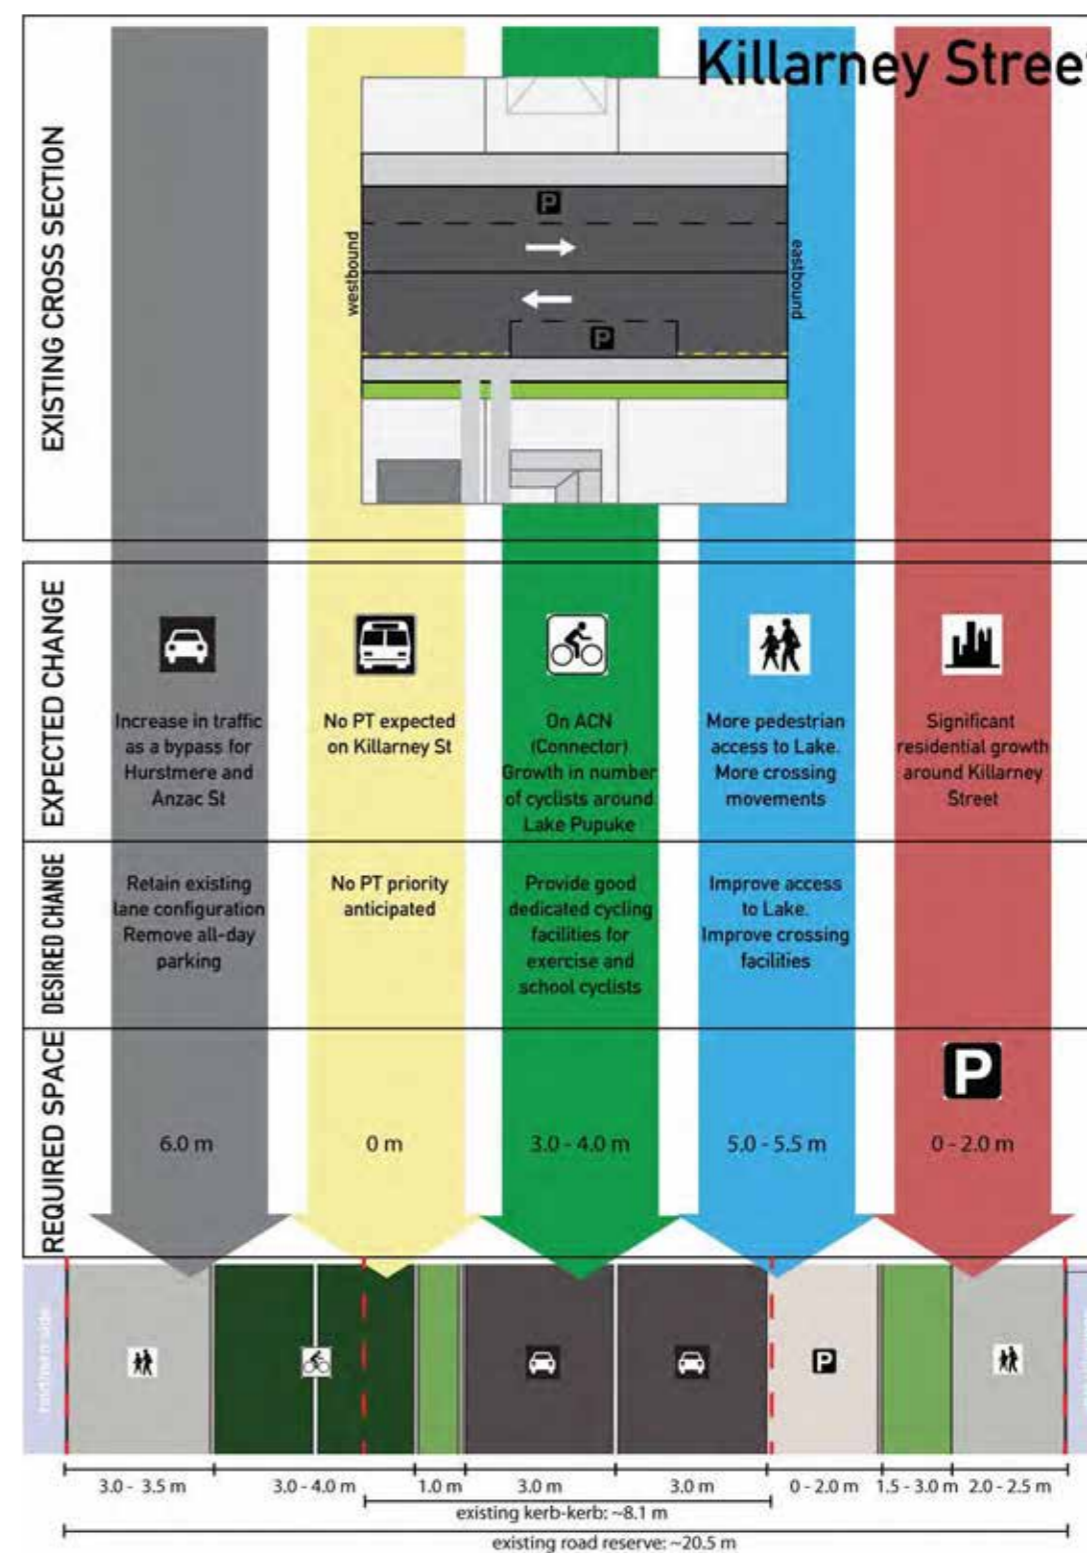 Killarney Stree
EXISTING CROSS SECTION
P
westbound
eastbound
P
EXPECTED CHANGE
Increase in traffic
as a bypass for
Hurstmere and
Anzac St
No PT expected
on Killarney St
On ACN
(Connector)
Growth in number
of cyclists around
Lake Pupuke
More pedestrian
access to Lake.
More crossing
movements
Significant
residential growth
around Killarney
Street
DESIRED CHANGE
Retain existing
lane configuration
Remove all-day
parking
No PT priority
anticipated
Provide good
dedicated cycling
facilities for
exercise and
school cyclists
Improve access
to Lake.
Improve crossing
facilities
REQUIRED SPACE
P
6.0 m
0 m
3.0 - 4.0 m
5.0 - 5.5 m
0 - 2.0 m
P
3.0 - 3.5 m
3.0 - 4.0 m
1.0 m
3.0 m
3.0 m
0 - 2.0 m
1.5 - 3.0 m
2.0 - 2.5 m
existing kerb-kerb: ~8.1 m
existing road reserve: ~20.5 m